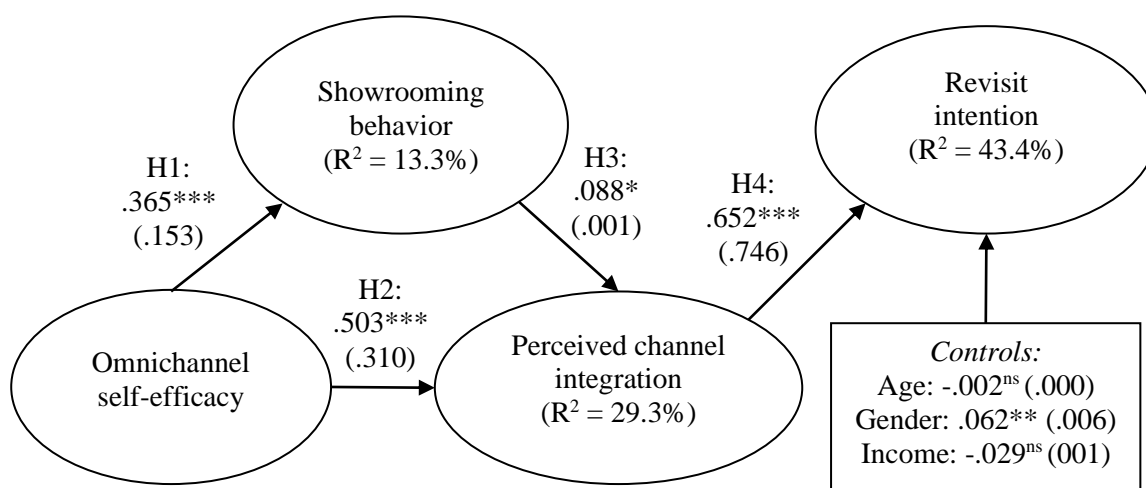 Showrooming
behavior
(R² = 13.3%)
Revisit
intention
(R² = 43.4%)
H1:
.365***
(.153)
H3:
.088*
(.001)
H4:
.652***
(.746)
H2:
.503***
(.310)
Omnichannel
self-efficacy
Perceived channel
integration
(R² = 29.3%)
Controls:
Age: -.002ⁿˢ (.000)
Gender: .062** (.006)
Income: -.029ⁿˢ (001)